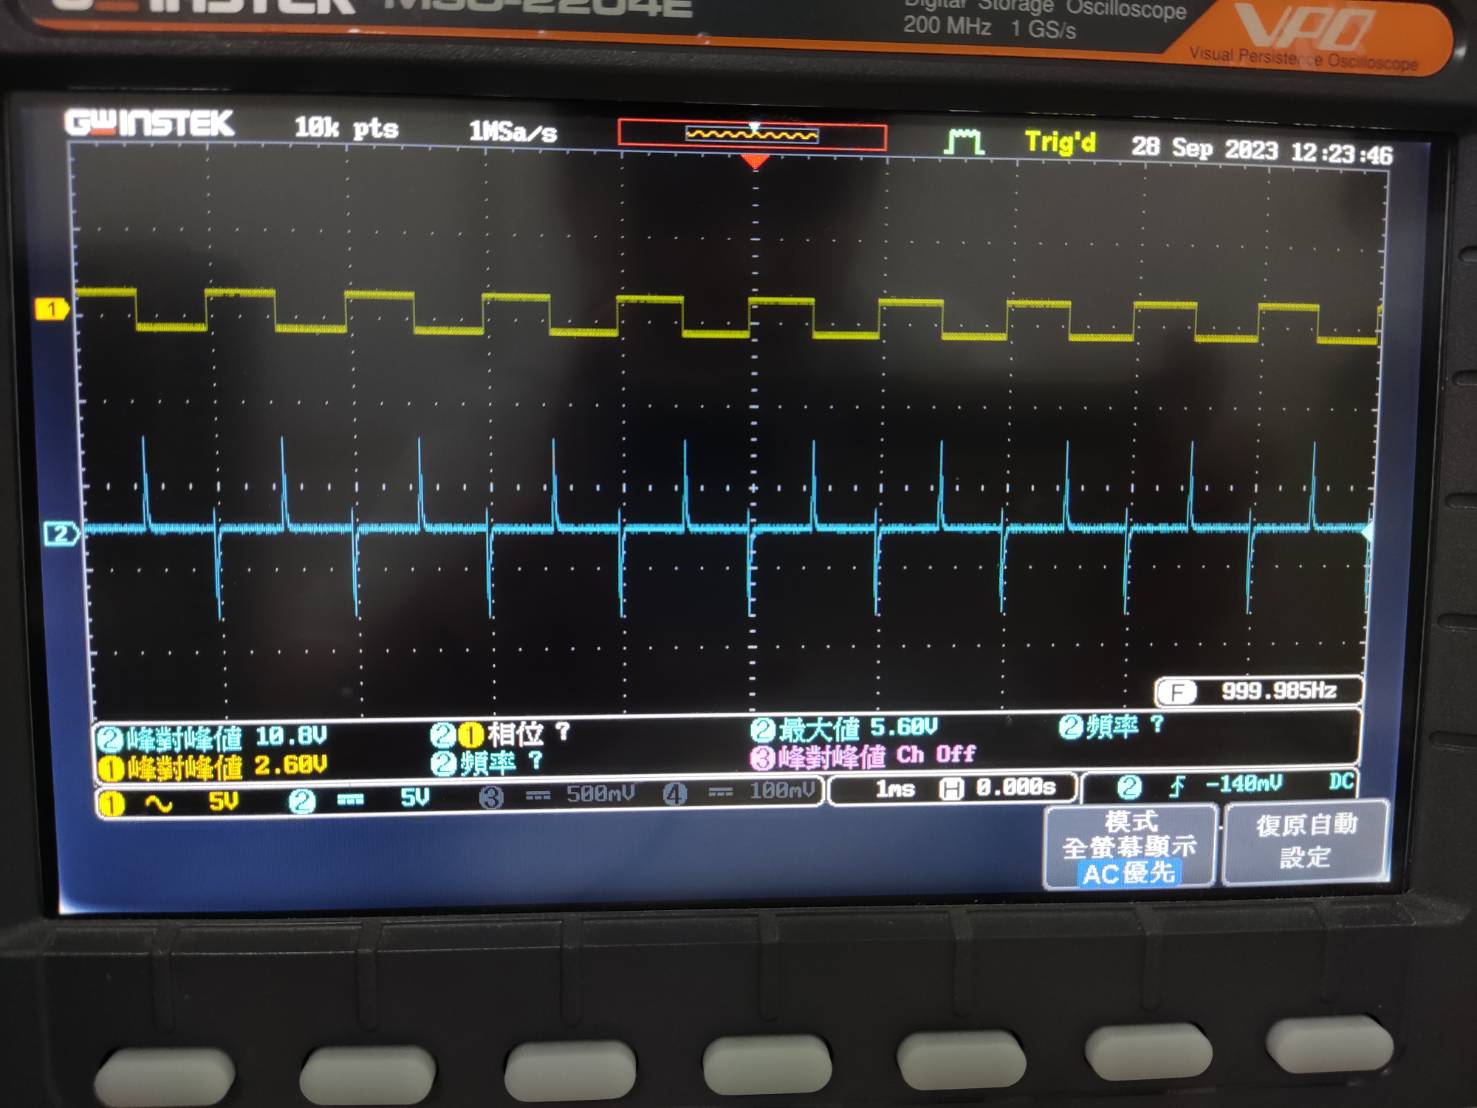 GWINSTEK MSO-2204E
Digital Storage Oscilloscope
200 MHz 1 GS/s
VPO
Visual Persistence Oscilloscope
GWINSTEK 10k pts 1MSa/s Trig'd 28 Sep 2023 12:23:46
1
2
F 999.985Hz
2 峰對峰值 10.8V 2 1 相位 ? 2 最大值 5.60V 2 頻率 ?
1 峰對峰值 2.60V 2 頻率 ? 3 峰對峰值 Ch Off
1 5V 2 5V 3 500mV 4 100mV 1ms H 0.000s 2 -140mV DC
模式
全螢幕顯示
AC優先
復原自動
設定